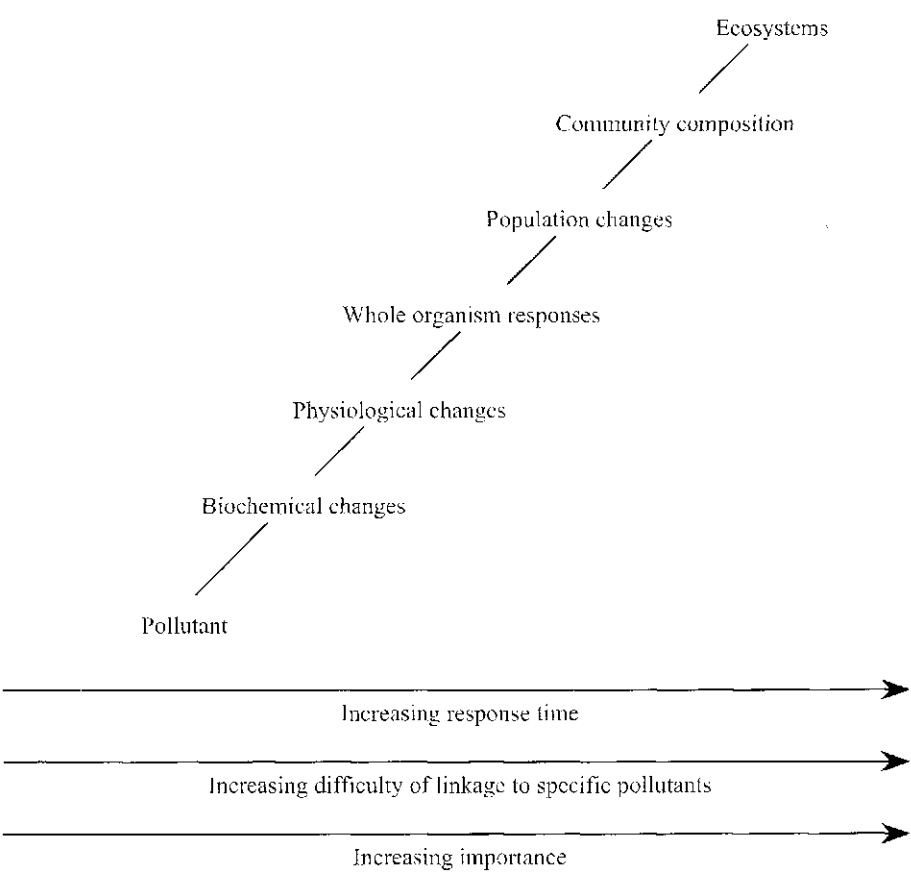 Ecosystems
Community composition
Population changes
Whole organism responses
Physiological changes
Biochemical changes
Pollutant
Increasing response time
Increasing difficulty of linkage to specific pollutants
Increasing importance